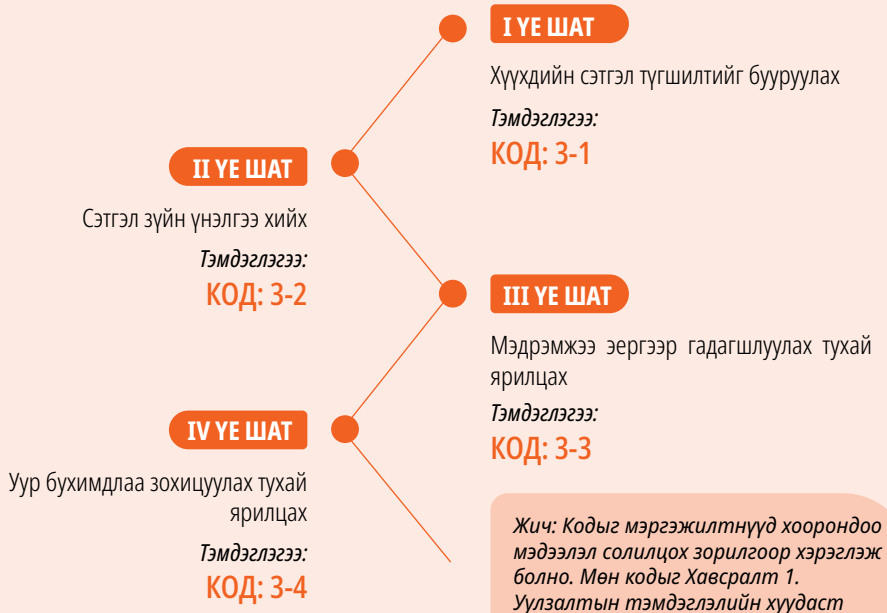 I ҮЕ ШАТ
Хүүхдийн сэтгэл түгшилтийг бууруулах
Тэмдэглэгээ:
КОД: 3-1
II ҮЕ ШАТ
Сэтгэл зүйн үнэлгээ хийх
Тэмдэглэгээ:
КОД: 3-2
III ҮЕ ШАТ
Мэдрэмжээ эергээр гадагшлуулах тухай
ярилцах
Тэмдэглэгээ:
КОД: 3-3
IV ҮЕ ШАТ
Уур бухимдлаа зохицуулах тухай
ярилцах
Тэмдэглэгээ:
КОД: 3-4
Жич: Кодыг мэргэжилтнүүд хоорондоо
мэдээлэл солилцох зорилгоор хэрэглэж
болно. Мөн кодыг Хавсралт 1.
Уулзалтын тэмдэглэлийн хуудаст